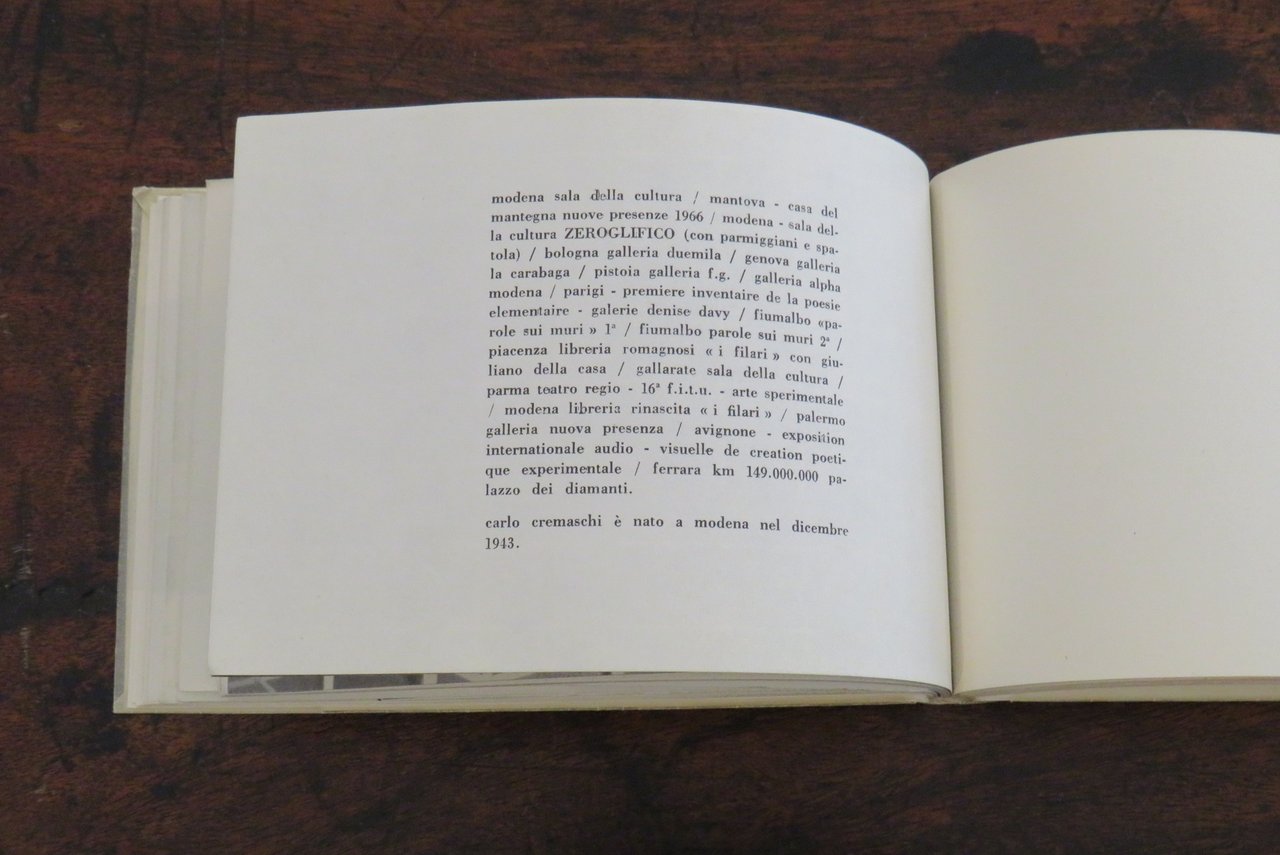 modena sala della cultura / mantova - casa del
mantegna nuove presenze 1966 / modena - sala del-
la cultura ZEROGLIFICO (con parmiggiani e spa-
tola) / bologna galleria duemila / genova galleria
la carabaga / pistoia galleria f.g. / galleria alpha
modena / parigi - premiere inventaire de la poesie
elementaire - galerie denise davy / fiumalbo «pa-
role sui muri » 1ª / fiumalbo parole sui muri 2ª /
piacenza libreria romagnosi « i filari » con giu-
liano della casa / gallarate sala della cultura /
parma teatro regio - 16ª f.i.t.u. - arte sperimentale
/ modena libreria rinascita « i filari » / palermo
galleria nuova presenza / avignone - exposition
internationale audio - visuelle de creation poeti-
que experimentale / ferrara km 149.000.000 pa-
lazzo dei diamanti.
carlo cremaschi è nato a modena nel dicembre
1943.